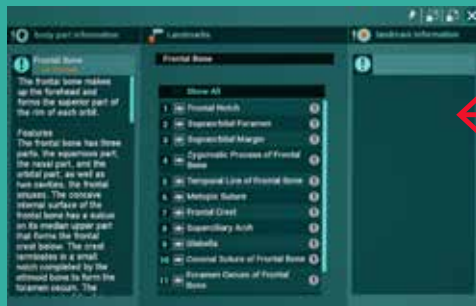 body part information
Landmarks
landmark information
Frontal Bone
The frontal bone makes
up the forehead and
forms the superior part of
the rim of each orbit.
Features
The frontal bone has three
parts, the squamous part,
the nasal part, and the
orbital part, as well as
two cavities, the frontal
sinuses. The concave
internal surface of the
frontal bone has a sulcus
on its median upper part
that forms the frontal
crest below. The crest
terminates in a small
notch completed by the
ethmoid bone to form the
foramen cecum. The
Frontal Bone
Show All
1 Frontal Notch
2 Supraorbital Foramen
3 Supraorbital Margin
4 Zygomatic Process of Frontal
Bone
5 Temporal Line of Frontal Bone
6 Metopic Suture
7 Frontal Crest
8 Superciliary Arch
9 Glabella
10 Coronal Suture of Frontal Bone
11 Foramen Cecum of Frontal
Bone